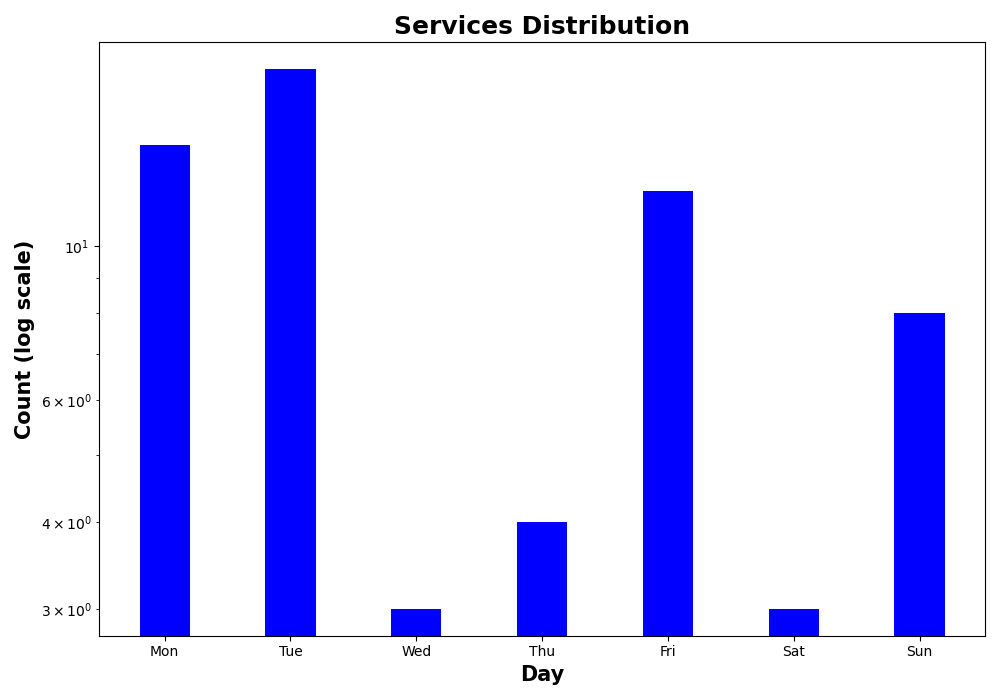 Services Distribution
Count (log scale)
10¹
6 × 10⁰
4 × 10⁰
3 × 10⁰
Mon Tue Wed Thu Fri Sat Sun
Day